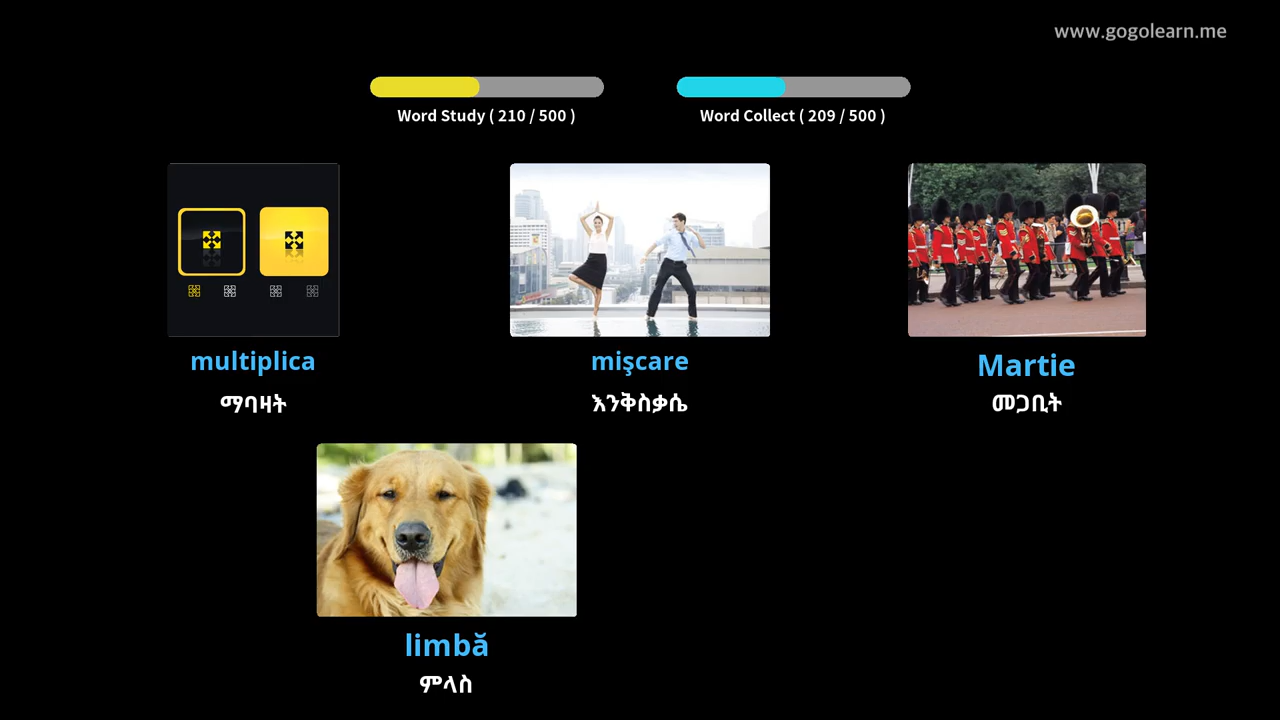 www.gogolearn.me
Word Study ( 210 / 500 )
Word Collect ( 209 / 500 )
multiplica
mişcare
Martie
ማባዛት
እንቅስቃሴ
መጋቢት
limbă
ምላስ